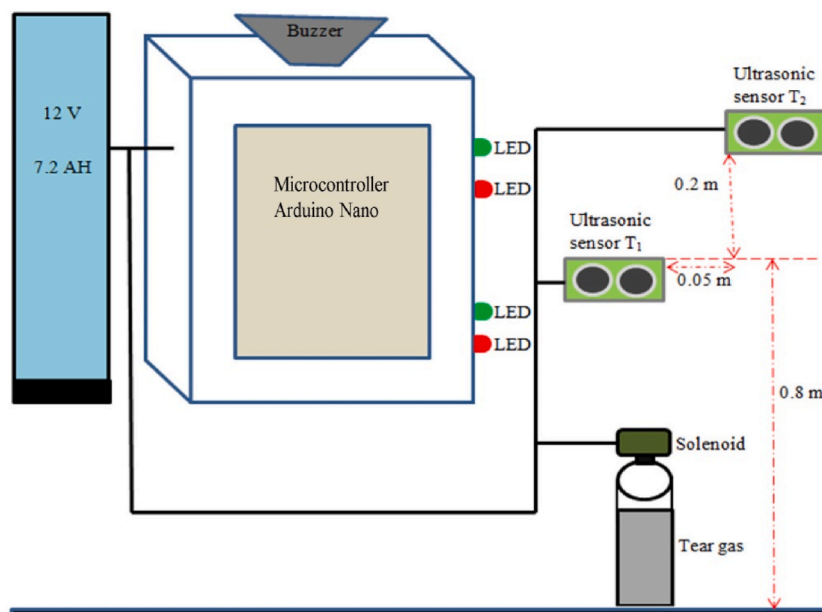 Buzzer
12 V
7.2 AH
Microcontroller
Arduino Nano
LED
LED
LED
LED
Ultrasonic
sensor T₂
0.2 m
Ultrasonic
sensor T₁
0.05 m
0.8 m
Solenoid
Tear gas